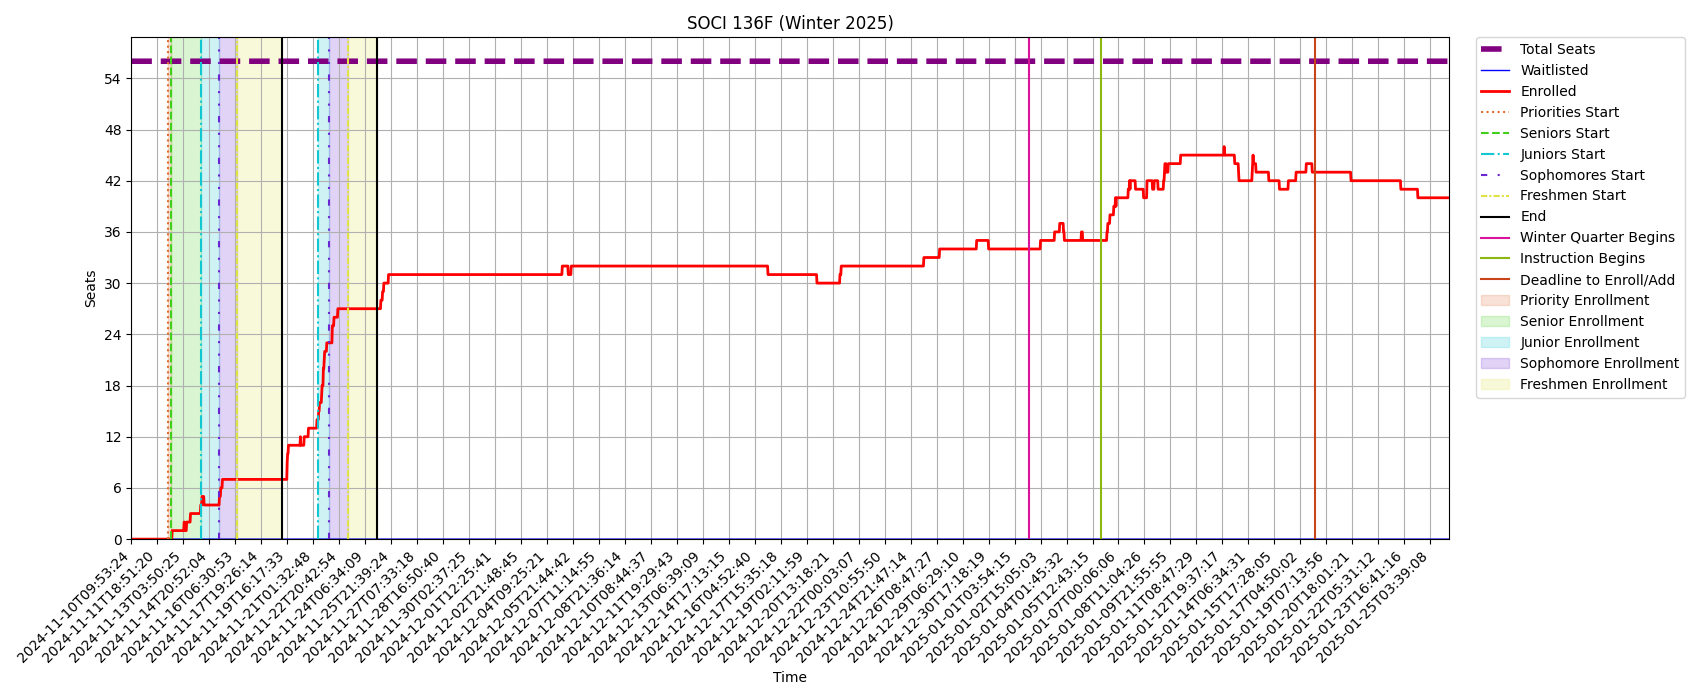 SOCI 136F (Winter 2025)
Seats
54
48
42
36
30
24
18
12
6
0
2024-11-10T09:53:24
2024-11-11T18:51:20
2024-11-13T03:50:25
2024-11-14T20:52:04
2024-11-16T06:30:53
2024-11-17T19:26:14
2024-11-19T16:17:33
2024-11-21T01:32:48
2024-11-22T20:42:54
2024-11-24T06:34:09
2024-11-25T21:39:24
2024-11-27T07:33:18
2024-11-28T16:50:40
2024-11-30T02:37:25
2024-12-01T12:25:41
2024-12-02T21:48:45
2024-12-04T09:25:21
2024-12-05T21:44:42
2024-12-07T11:14:55
2024-12-08T21:36:14
2024-12-10T08:44:37
2024-12-11T19:29:43
2024-12-13T06:39:09
2024-12-14T17:13:15
2024-12-16T04:52:40
2024-12-17T15:35:18
2024-12-19T02:11:59
2024-12-20T13:18:21
2024-12-22T00:03:07
2024-12-23T10:55:50
2024-12-24T21:47:14
2024-12-26T08:47:27
2024-12-29T06:29:10
2024-12-30T17:18:19
2025-01-01T03:54:15
2025-01-02T15:05:03
2025-01-04T01:45:32
2025-01-05T12:43:15
2025-01-07T00:06:06
2025-01-08T11:04:26
2025-01-09T21:53:55
2025-01-11T08:47:29
2025-01-12T19:37:17
2025-01-14T06:34:31
2025-01-15T17:28:05
2025-01-17T04:50:02
2025-01-19T07:13:56
2025-01-20T18:01:21
2025-01-22T05:31:12
2025-01-23T16:41:16
2025-01-25T03:39:08
Time
Total Seats
Waitlisted
Enrolled
Priorities Start
Seniors Start
Juniors Start
Sophomores Start
Freshmen Start
End
Winter Quarter Begins
Instruction Begins
Deadline to Enroll/Add
Priority Enrollment
Senior Enrollment
Junior Enrollment
Sophomore Enrollment
Freshmen Enrollment